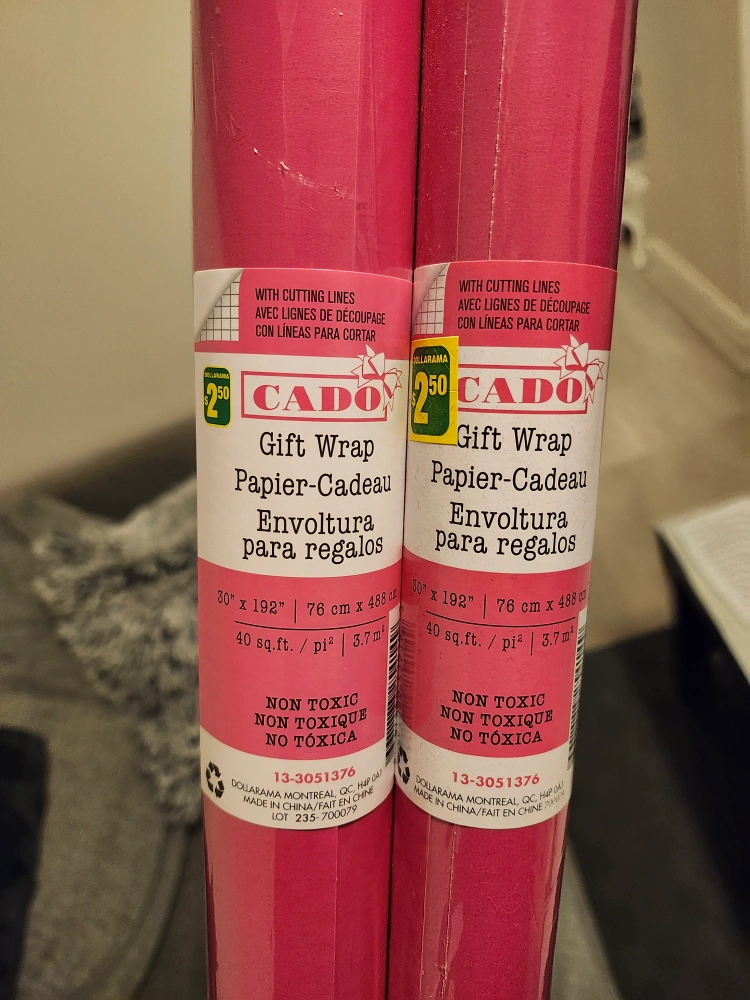 WITH CUTTING LINES
AVEC LIGNES DE DÉCOUPAGE
CON LÍNEAS PARA CORTAR
DOLLARAMA
$2.50
CADO
Gift Wrap
Papier-Cadeau
Envoltura
para regalos
30" x 192" | 76 cm x 488 cm
40 sq.ft. / pi² | 3.7 m²
NON TOXIC
NON TOXIQUE
NO TÓXICA
13-3051376
DOLLARAMA MONTREAL, QC, H4P 0A1
MADE IN CHINA/FAIT EN CHINE
LOT 235-700079
WITH CUTTING LINES
AVEC LIGNES DE DÉCOUPAGE
CON LÍNEAS PARA CORTAR
DOLLARAMA
$2.50
CADO
Gift Wrap
Papier-Cadeau
Envoltura
para regalos
30" x 192" | 76 cm x 488 cm
40 sq.ft. / pi² | 3.7 m²
NON TOXIC
NON TOXIQUE
NO TÓXICA
13-3051376
DOLLARAMA MONTREAL, QC, H4P 0A1
MADE IN CHINA/FAIT EN CHINE